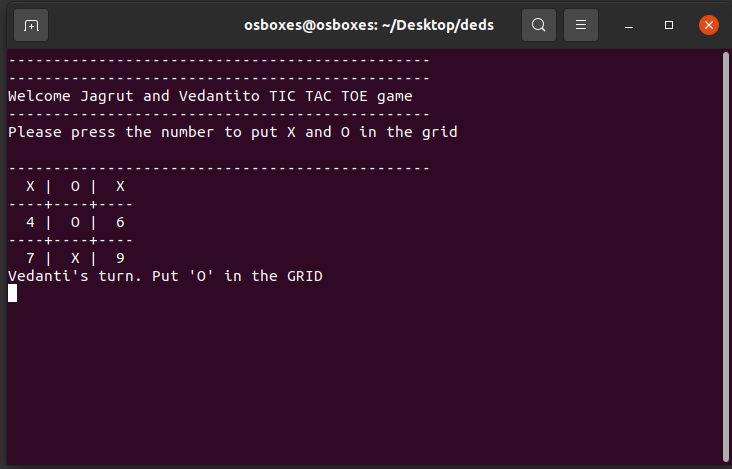 osboxes@osboxes: ~/Desktop/deds
-----------------------------------------------
-----------------------------------------------
Welcome Jagrut and Vedantito TIC TAC TOE game
-----------------------------------------------
Please press the number to put X and O in the grid
-----------------------------------------------
  X |  O |  X
----+----+----
  4 |  O |  6
----+----+----
  7 |  X |  9
Vedanti's turn. Put 'O' in the GRID